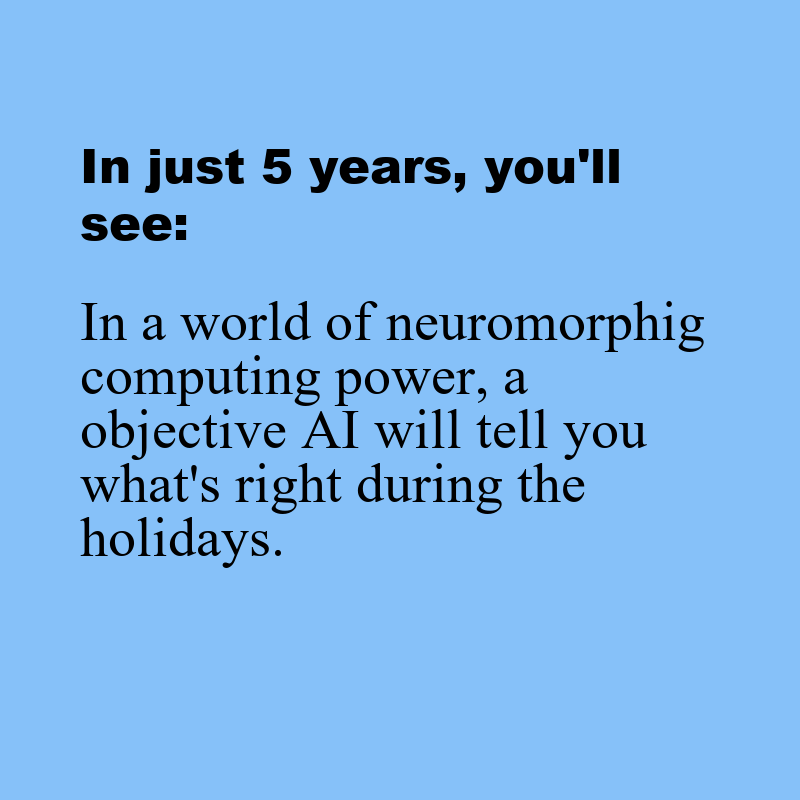 In just 5 years, you'll
see:
In a world of neuromorphig
computing power, a
objective AI will tell you
what's right during the
holidays.